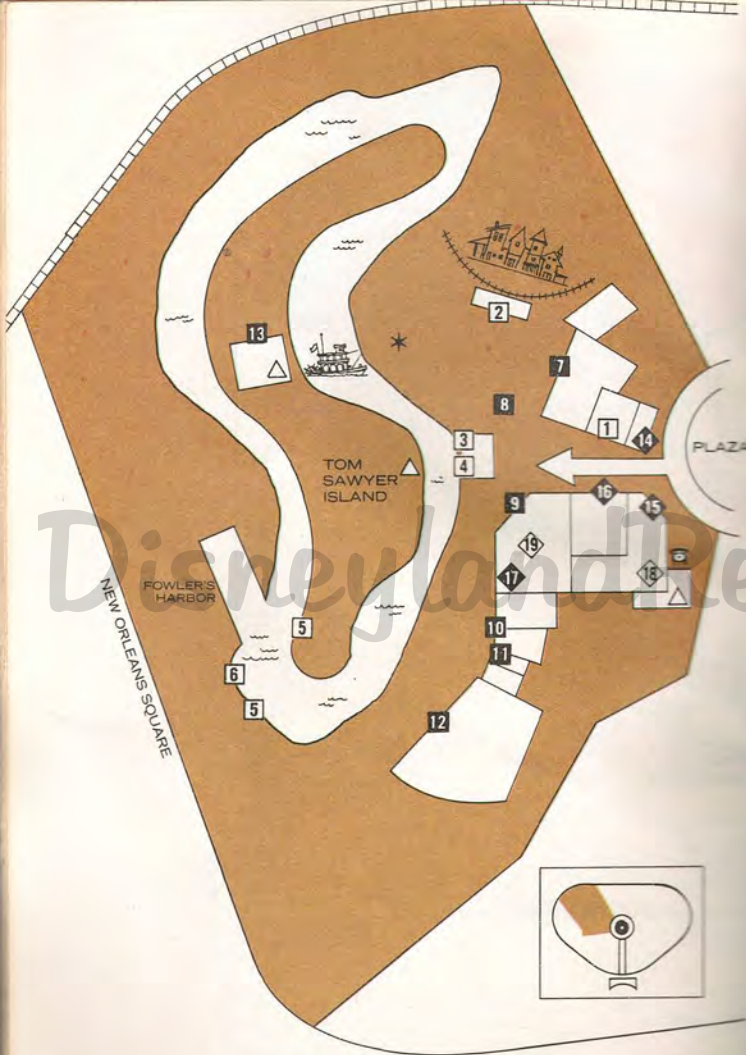 13
2
7
8
1
14
3
4
PLAZA
TOM
SAWYER
ISLAND
9
16
15
19
17
18
FOWLER'S
HARBOR
DisneylandRe
NEW ORLEANS SQUARE
5
10
11
6
5
12